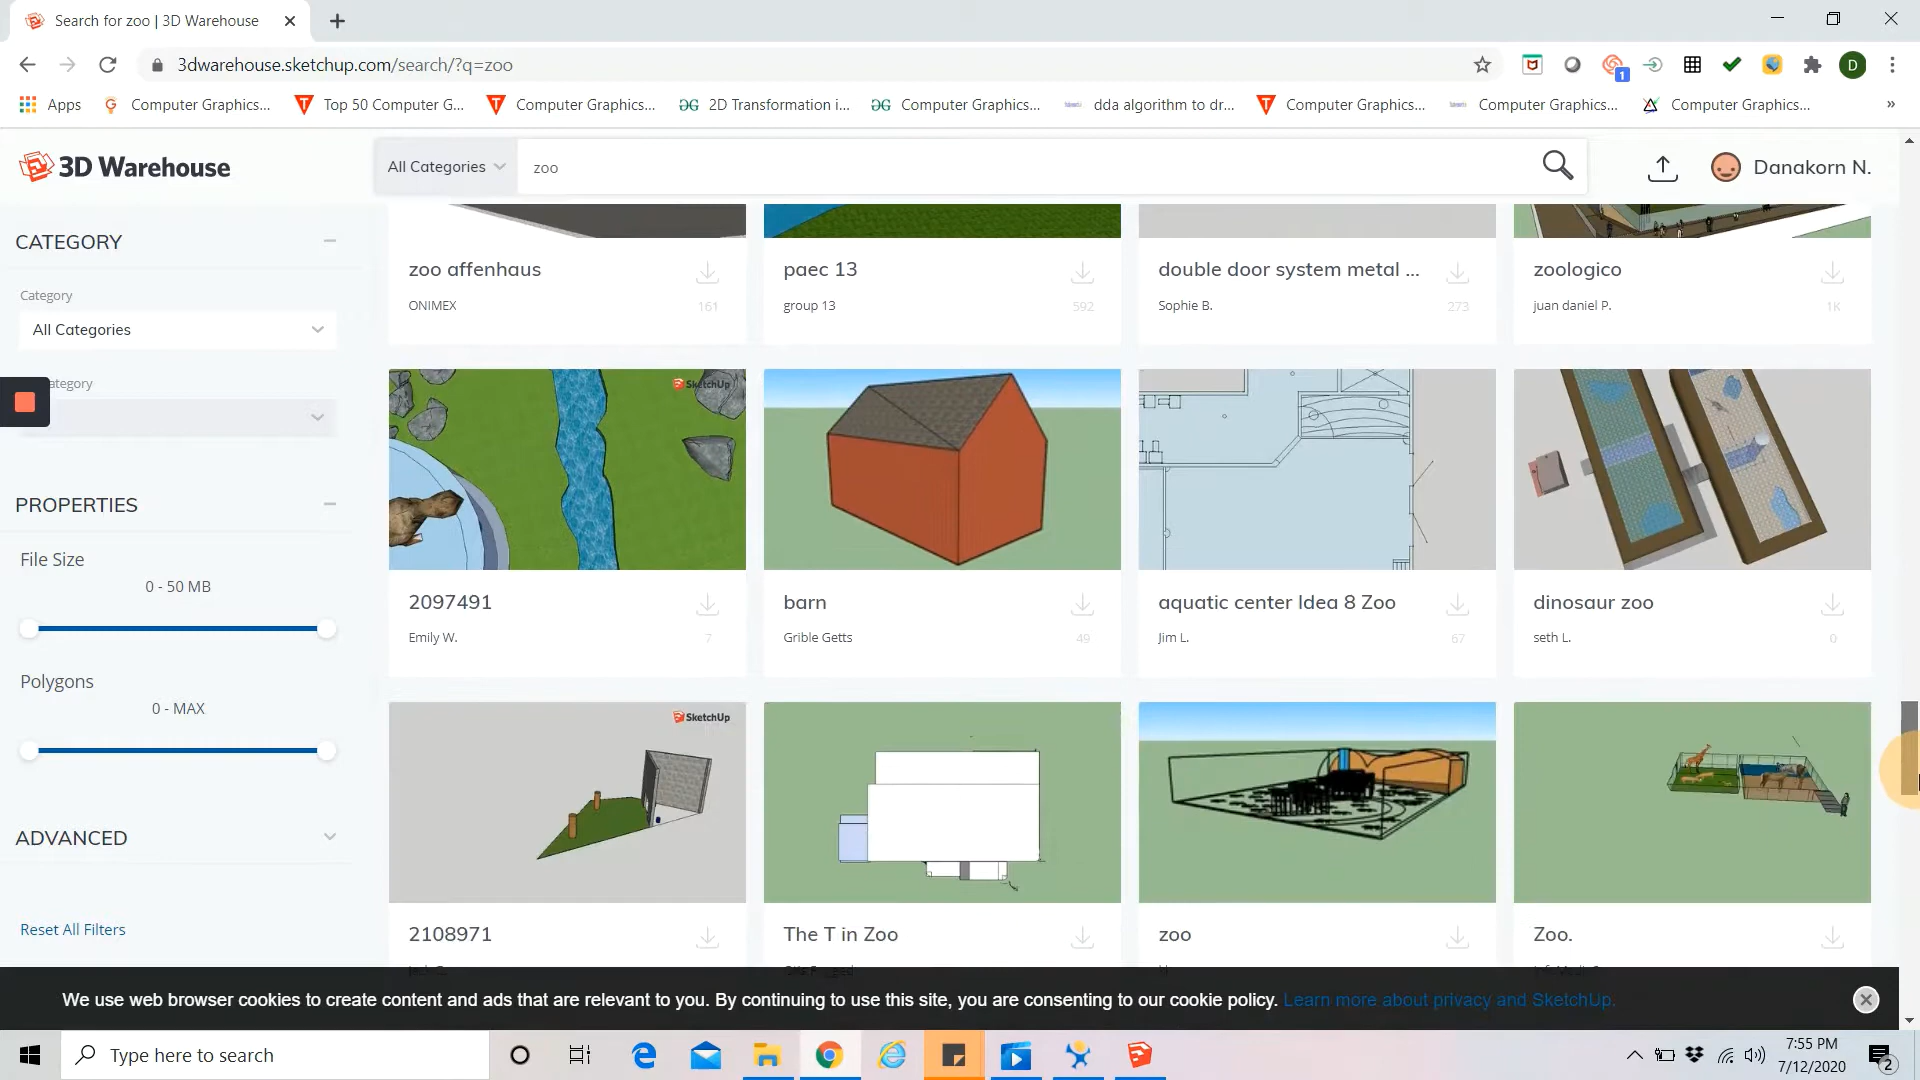 Search for zoo | 3D Warehouse
3dwarehouse.sketchup.com/search/?q=zoo
1
D
Apps
Computer Graphics...
Top 50 Computer G...
Computer Graphics...
2D Transformation i...
Computer Graphics...
dda algorithm to dr...
Computer Graphics...
Computer Graphics...
Computer Graphics...
3D Warehouse
All Categories
zoo
Danakorn N.
CATEGORY
Category
All Categories
ategory
PROPERTIES
File Size
0 - 50 MB
Polygons
0 - MAX
ADVANCED
Reset All Filters
zoo affenhaus
ONIMEX
161
paec 13
group 13
592
double door system metal ...
Sophie B.
273
zoologico
juan daniel P.
1K
SketchUp
2097491
Emily W.
7
barn
Grible Getts
49
aquatic center Idea 8 Zoo
Jim L.
67
dinosaur zoo
seth L.
0
SketchUp
2108971
The T in Zoo
zoo
Zoo.
We use web browser cookies to create content and ads that are relevant to you. By continuing to use this site, you are consenting to our cookie policy. Learn more about privacy and SketchUp.
Type here to search
7:55 PM
7/12/2020
2